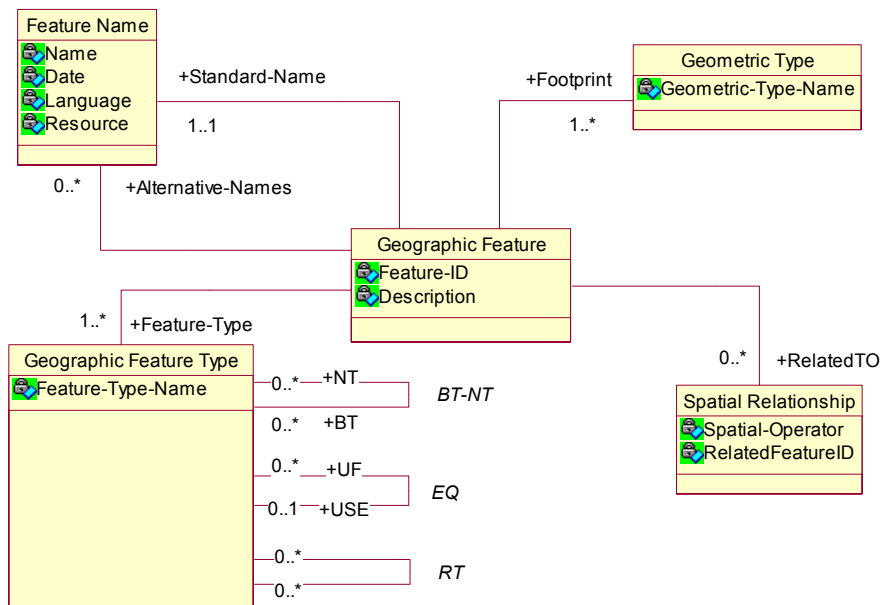 Feature Name
Name
Date
Language
Resource
+Standard-Name
1..1
0..*
+Alternative-Names
Geometric Type
Geometric-Type-Name
+Footprint
1..*
Geographic Feature
Feature-ID
Description
1..*
+Feature-Type
Geographic Feature Type
Feature-Type-Name
0..*
+NT
BT-NT
0..*
+BT
0..*
+UF
EQ
0..1
+USE
0..*
RT
0..*
0..*
+RelatedTO
Spatial Relationship
Spatial-Operator
RelatedFeatureID